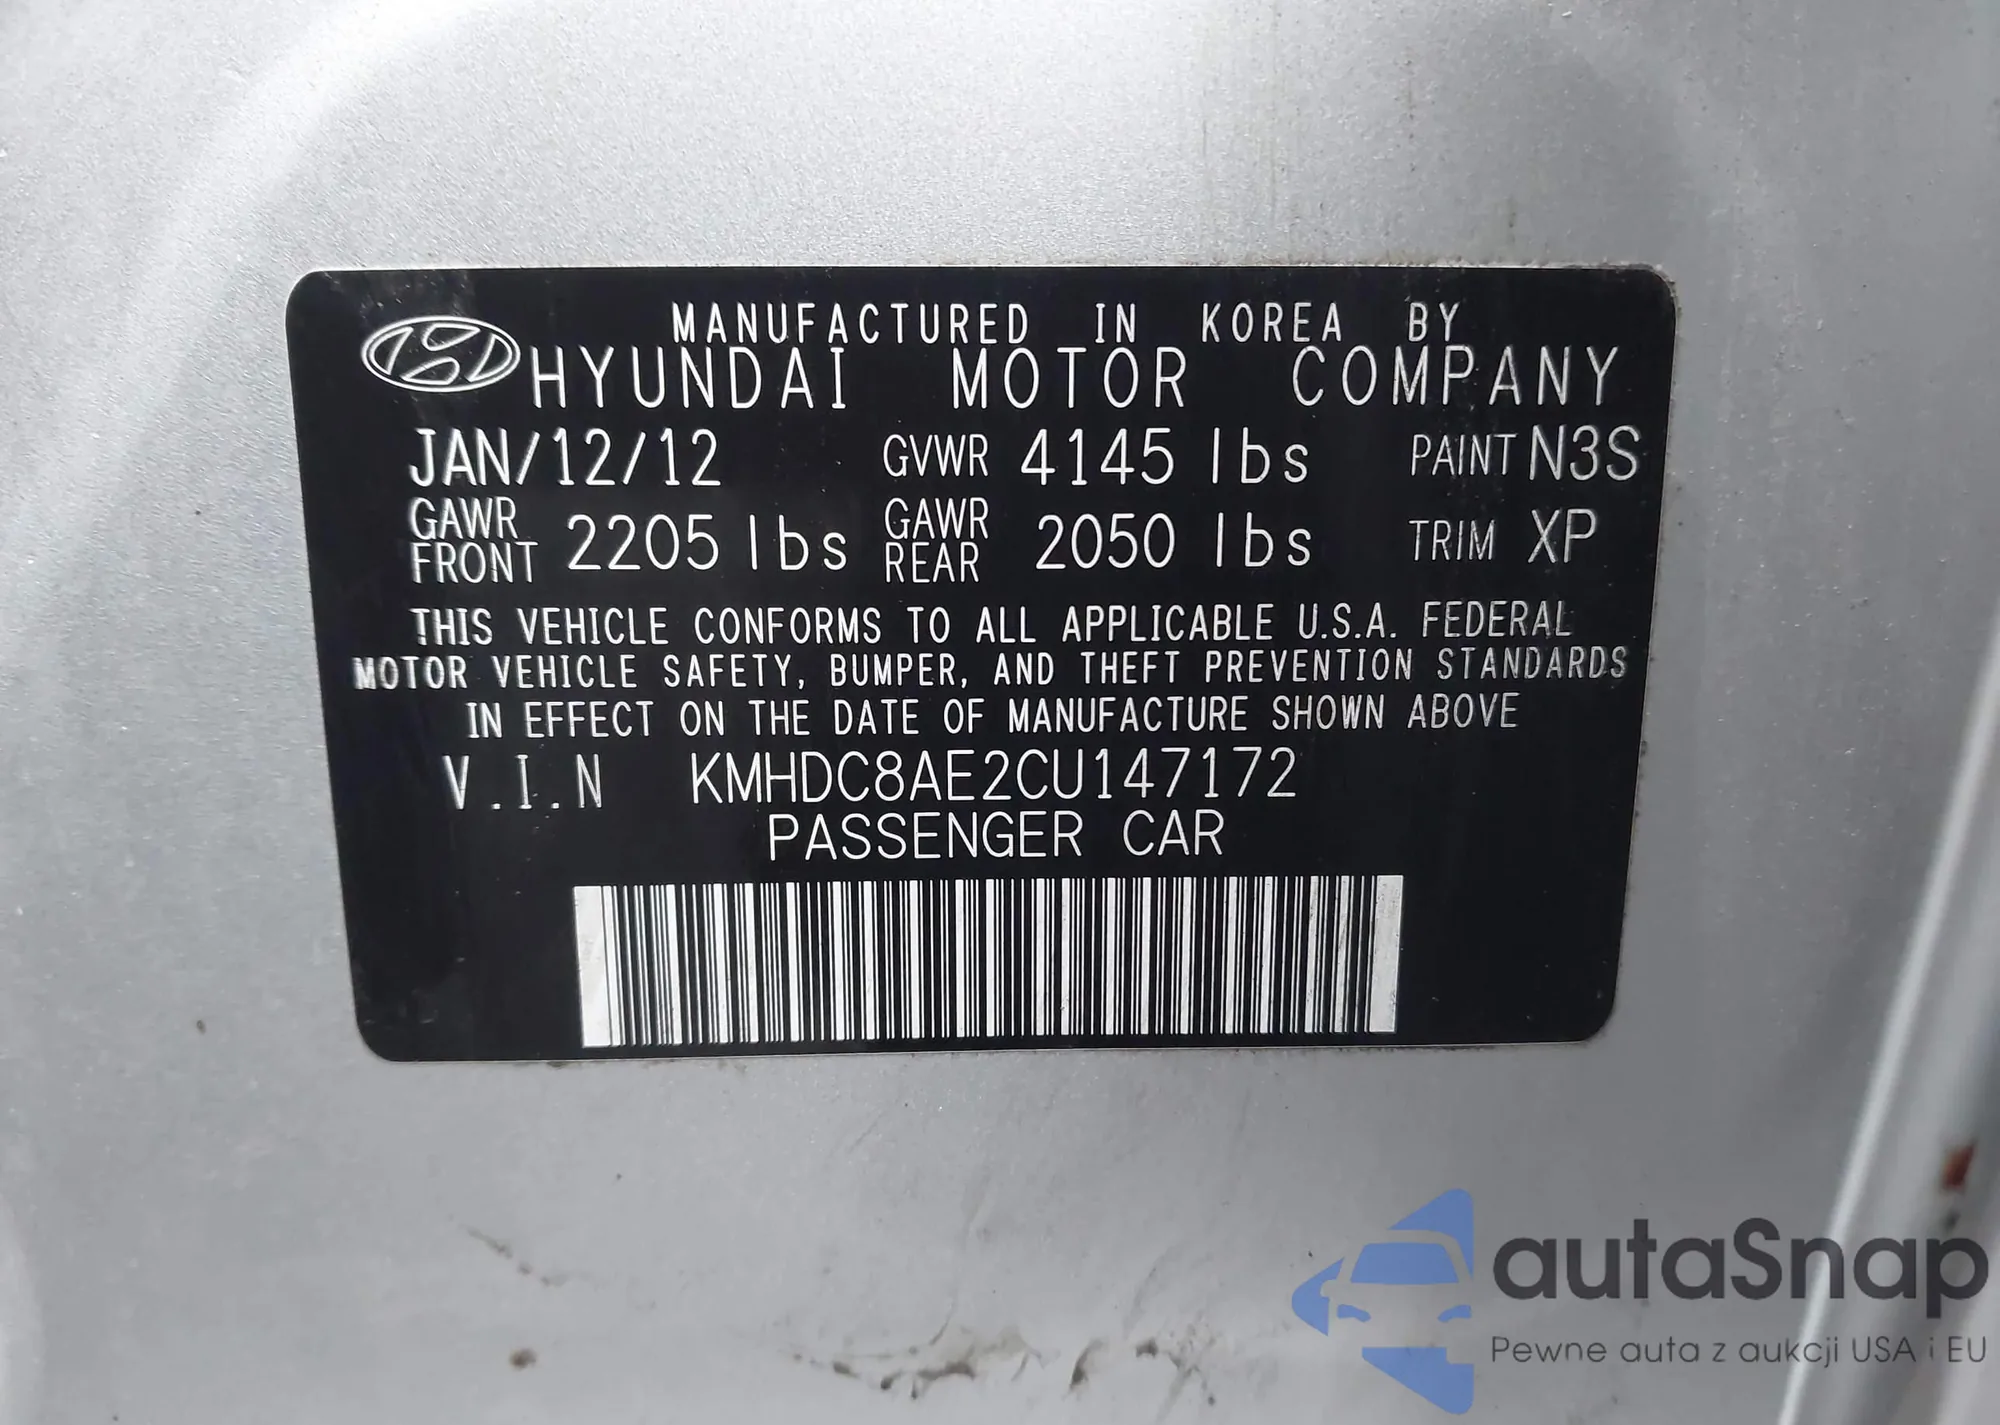 MANUFACTURED IN KOREA BY
HYUNDAI MOTOR COMPANY
JAN/12/12 GVWR 4145 lbs PAINT N3S
GAWR FRONT 2205 lbs GAWR REAR 2050 lbs TRIM XP
THIS VEHICLE CONFORMS TO ALL APPLICABLE U.S.A. FEDERAL
MOTOR VEHICLE SAFETY, BUMPER, AND THEFT PREVENTION STANDARDS
IN EFFECT ON THE DATE OF MANUFACTURE SHOWN ABOVE
V.I.N KMHDC8AE2CU147172
PASSENGER CAR
autaSnap
Pewne auta z aukcji USA i EU